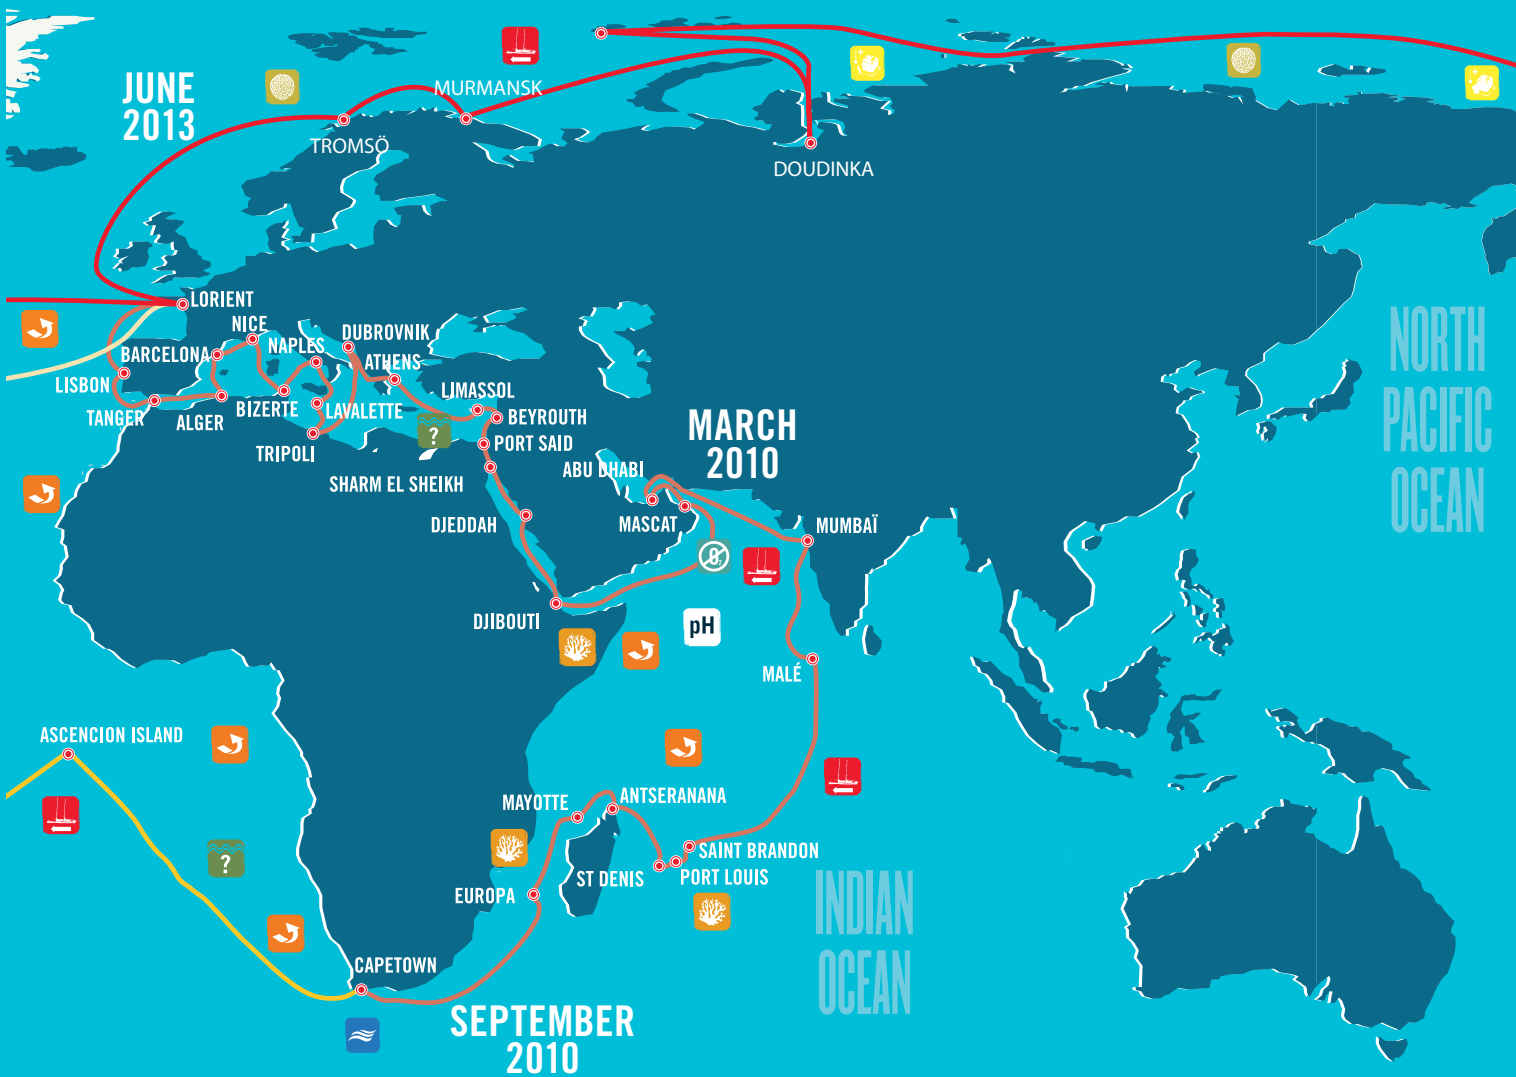 JUNE
2013
MURMANSK
TROMSÖ
DOUDINKA
LORIENT
NICE
DUBROVNIK
NAPLES
BARCELONA
ATHENS
LISBON
LIMASSOL
TANGER
ALGER
BIZERTE
LAVALETTE
BEYROUTH
?
PORT SAID
TRIPOLI
SHARM EL SHEIKH
MARCH
2010
ABU DHABI
DJEDDAH
MASCAT
MUMBAÏ
O₂
DJIBOUTI
pH
MALÉ
NORTH
PACIFIC
OCEAN
ASCENCION ISLAND
MAYOTTE
ANTSERANANA
?
SAINT BRANDON
ST DENIS
PORT LOUIS
EUROPA
INDIAN
OCEAN
CAPETOWN
SEPTEMBER
2010